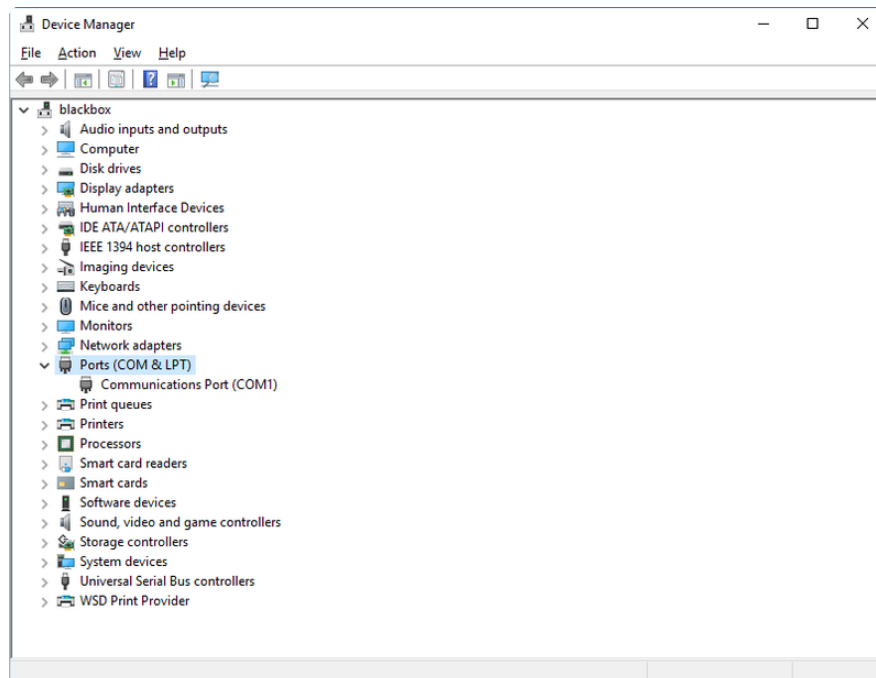 Device Manager
File Action View Help
blackbox
Audio inputs and outputs
Computer
Disk drives
Display adapters
Human Interface Devices
IDE ATA/ATAPI controllers
IEEE 1394 host controllers
Imaging devices
Keyboards
Mice and other pointing devices
Monitors
Network adapters
Ports (COM & LPT)
Communications Port (COM1)
Print queues
Printers
Processors
Smart card readers
Smart cards
Software devices
Sound, video and game controllers
Storage controllers
System devices
Universal Serial Bus controllers
WSD Print Provider